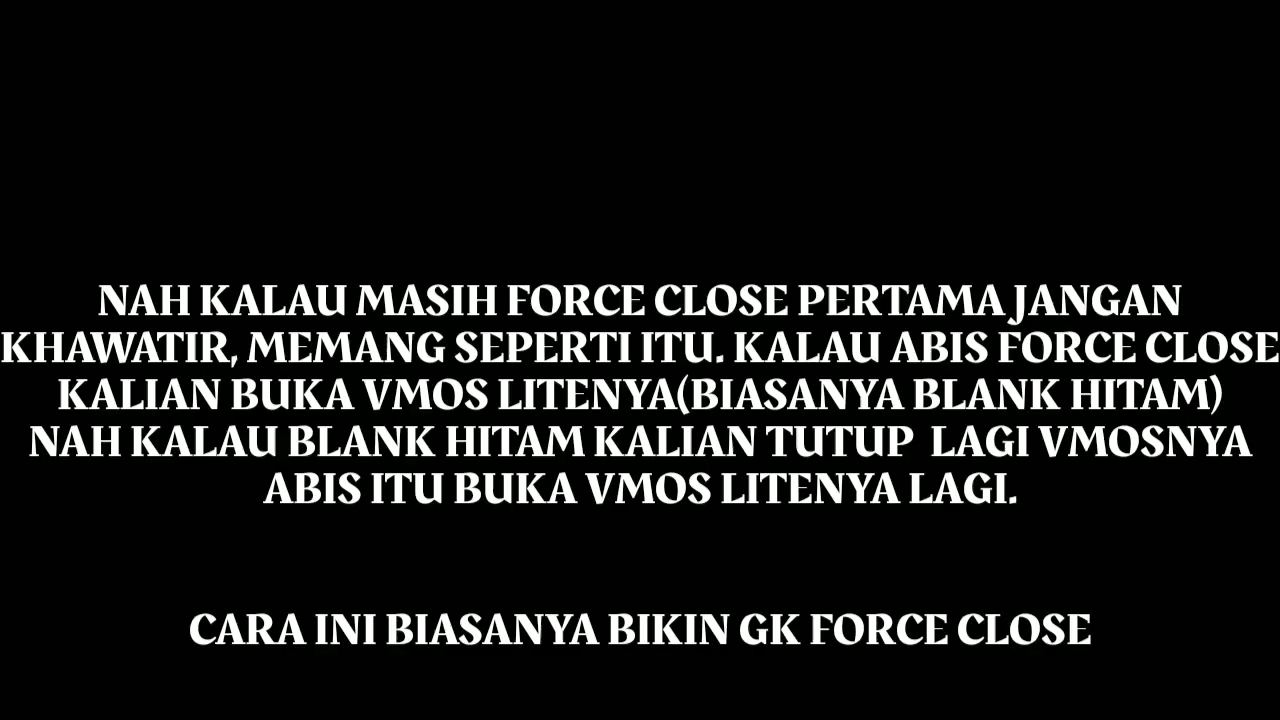 NAH KALAU MASIH FORCE CLOSE PERTAMA JANGAN
KHAWATIR, MEMANG SEPERTI ITU. KALAU ABIS FORCE CLOSE
KALIAN BUKA VMOS LITENYA(BIASANYA BLANK HITAM)
NAH KALAU BLANK HITAM KALIAN TUTUP  LAGI VMOSNYA
ABIS ITU BUKA VMOS LITENYA LAGI.
CARA INI BIASANYA BIKIN GK FORCE CLOSE